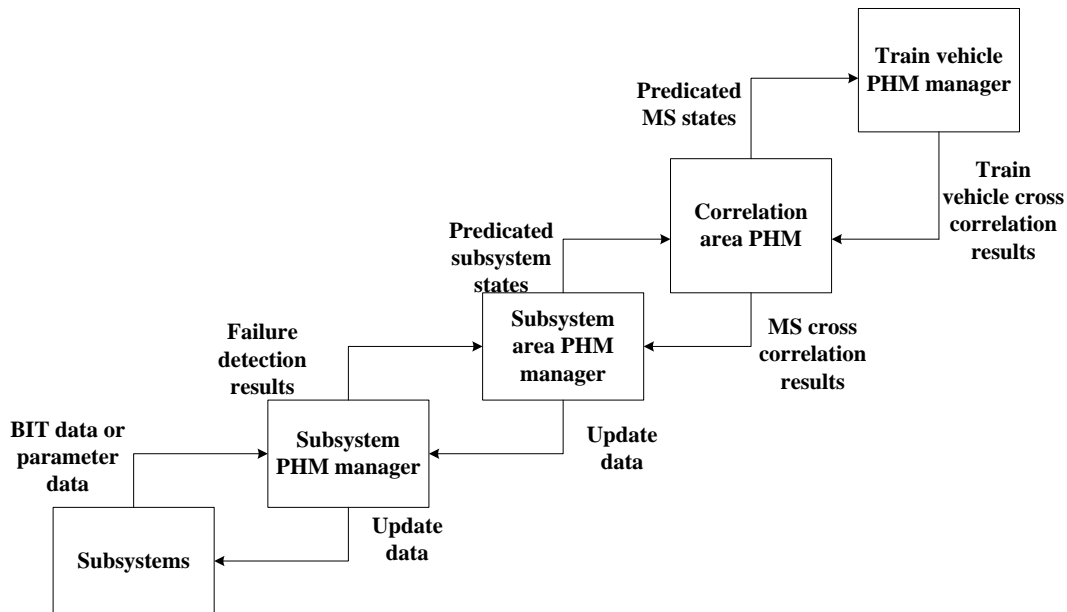 Train vehicle
PHM manager
Predicated
MS states
Train
vehicle cross
correlation
results
Correlation
area PHM
Predicated
subsystem
states
Subsystem
area PHM
manager
MS cross
correlation
results
Failure
detection
results
Subsystem
PHM manager
Update
data
BIT data or
parameter
data
Update
data
Subsystems